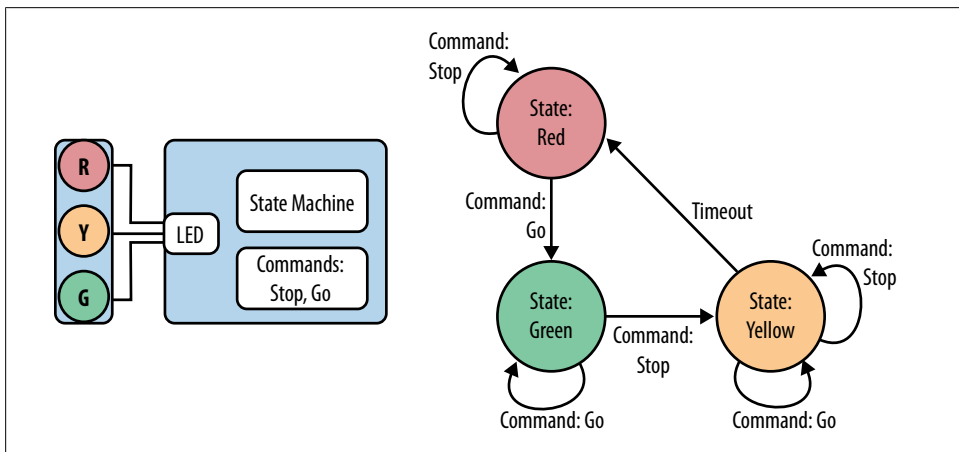 R
Y
G
LED
State Machine
Commands:
Stop, Go
Command:
Stop
State:
Red
Command:
Go
Timeout
State:
Green
Command:
Stop
State:
Yellow
Command:
Stop
Command: Go
Command: Go